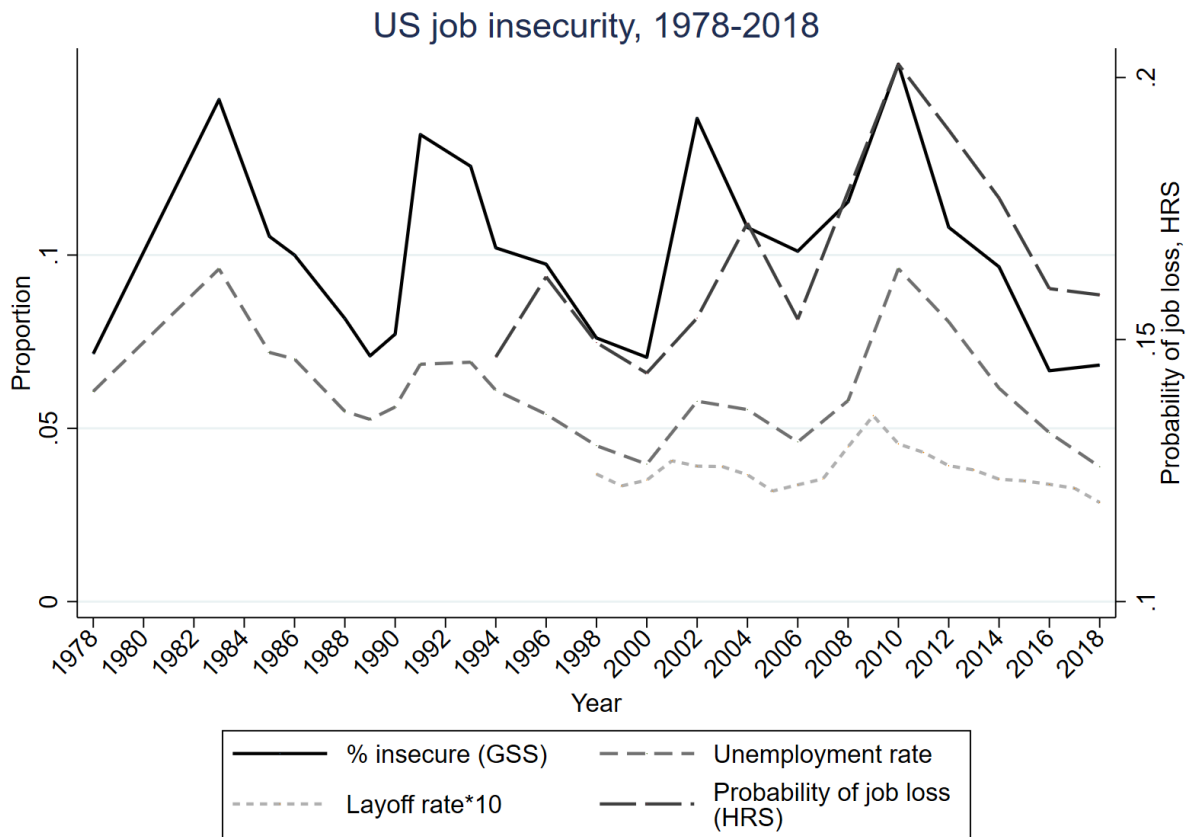 US job insecurity, 1978-2018
Proportion
0
.05
.1
Probability of job loss, HRS
.1
.15
.2
1978 1980 1982 1984 1986 1988 1990 1992 1994 1996 1998 2000 2002 2004 2006 2008 2010 2012 2014 2016 2018
Year
% insecure (GSS)
Unemployment rate
Layoff rate*10
Probability of job loss
(HRS)